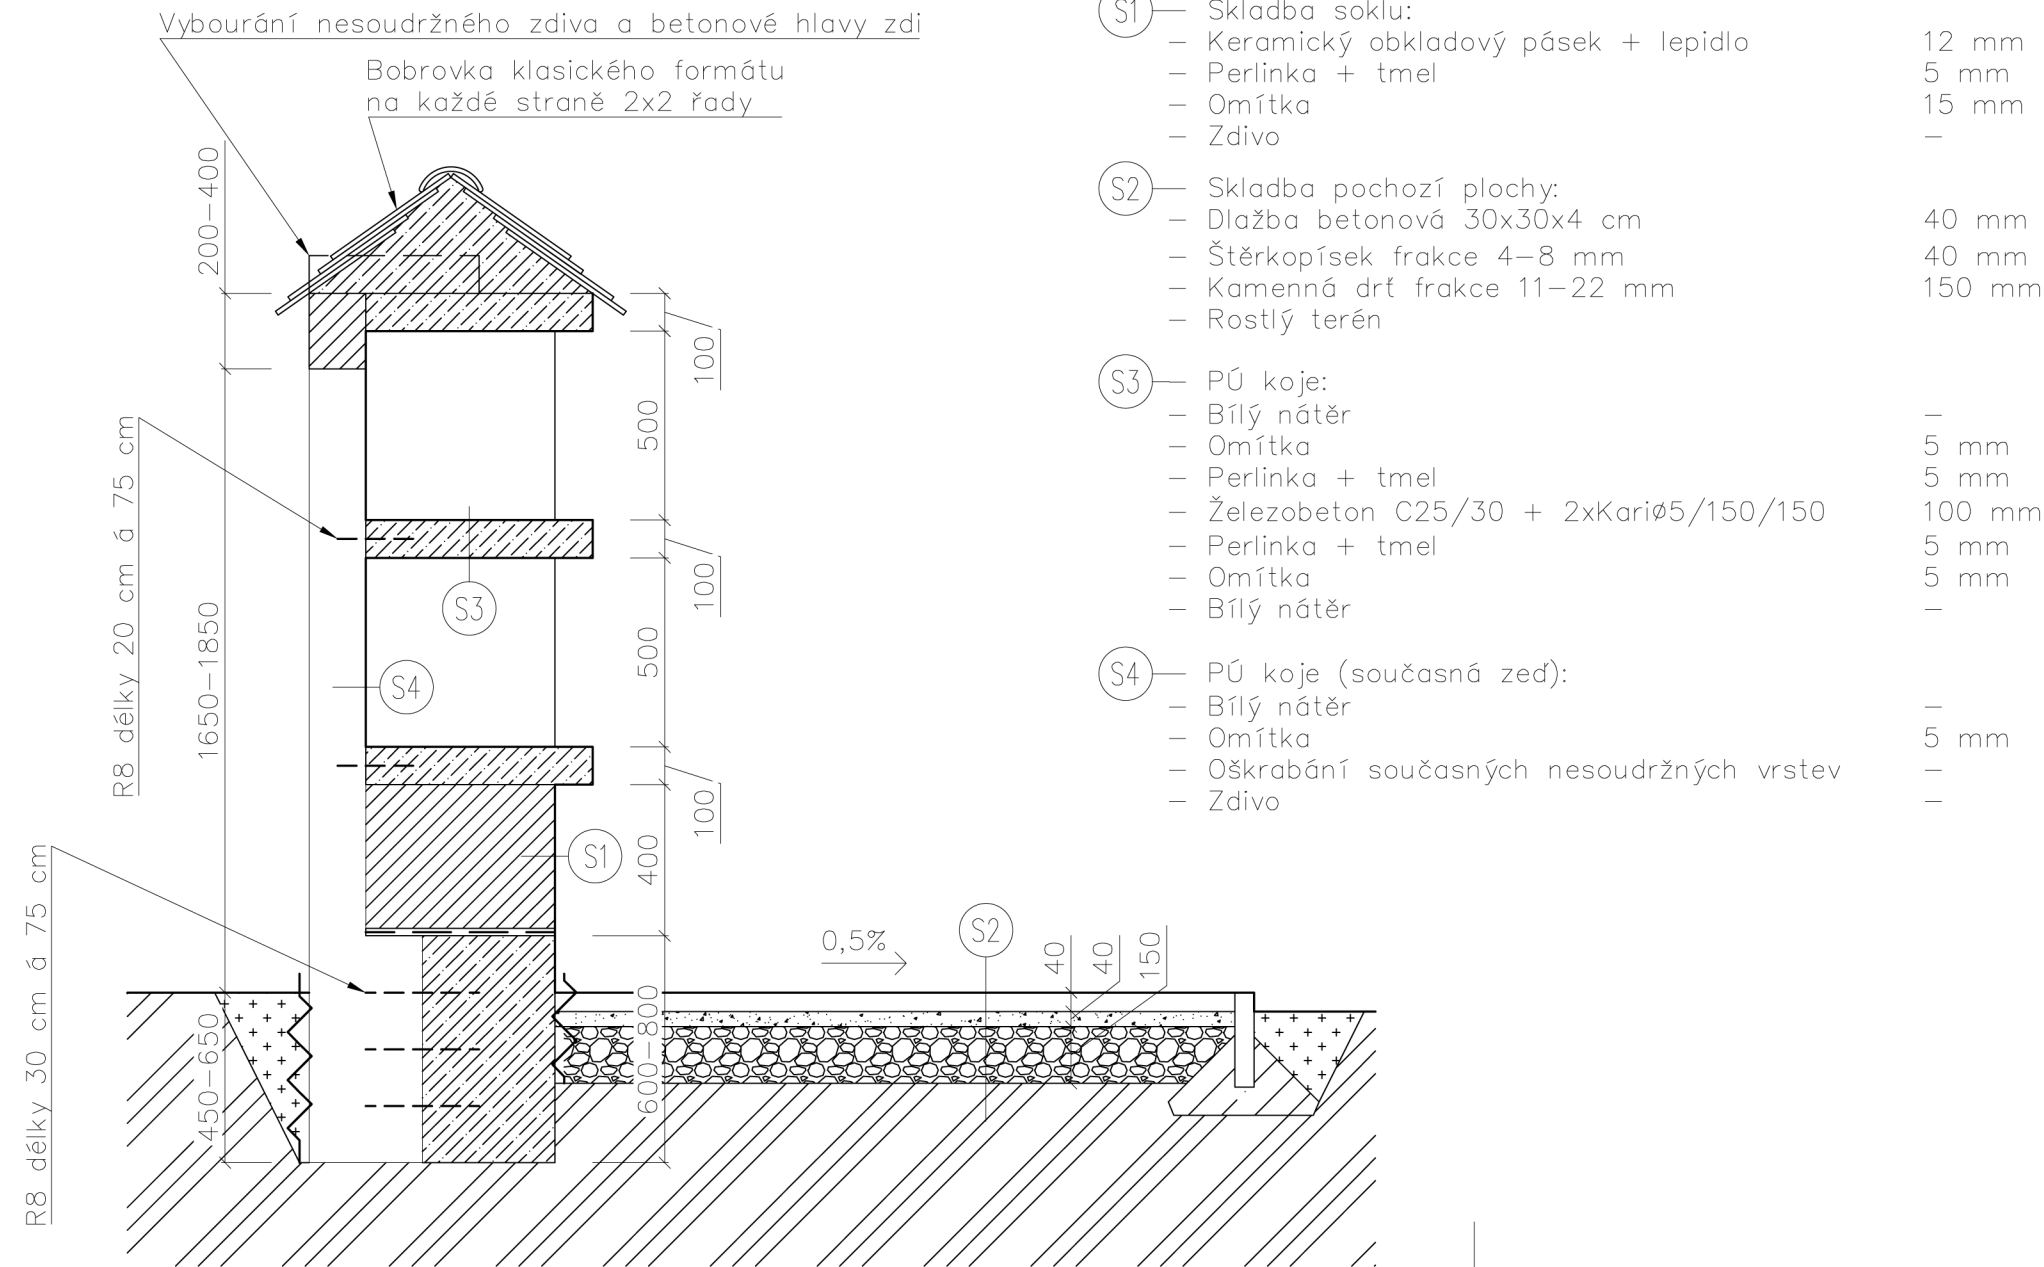 Vybourání nesoudržného zdiva a betonové hlavy zdi
Bobrovka klasického formátu
na každé straně 2x2 řady
200-400
1650-1850
450-650
R8 délky 20 cm á 75 cm
R8 délky 30 cm á 75 cm
100
500
100
500
100
400
600-800
S3
S4
S1
S2
0,5%
40
40
150
S1 — Skladba soklu:
— Keramický obkladový pásek + lepidlo 12 mm
— Perlinka + tmel 5 mm
— Omítka 15 mm
— Zdivo —
S2 — Skladba pochozí plochy:
— Dlažba betonová 30x30x4 cm 40 mm
— Štěrkopísek frakce 4-8 mm 40 mm
— Kamenná drť frakce 11-22 mm 150 mm
— Rostlý terén
S3 — PÚ koje:
— Bílý nátěr —
— Omítka 5 mm
— Perlinka + tmel 5 mm
— Železobeton C25/30 + 2xKariø5/150/150 100 mm
— Perlinka + tmel 5 mm
— Omítka 5 mm
— Bílý nátěr —
S4 — PÚ koje (současná zeď):
— Bílý nátěr —
— Omítka 5 mm
— Oškrabání současných nesoudržných vrstev —
— Zdivo —